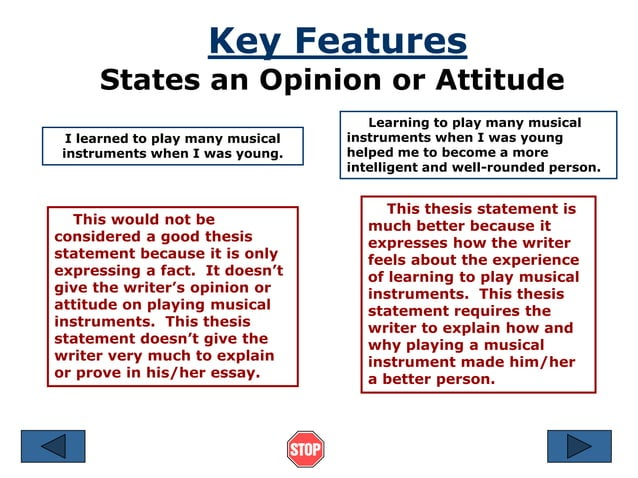 Key Features
States an Opinion or Attitude
I learned to play many musical
instruments when I was young.
Learning to play many musical
instruments when I was young
helped me to become a more
intelligent and well-rounded person.
This would not be
considered a good thesis
statement because it is only
expressing a fact.  It doesn’t
give the writer’s opinion or
attitude on playing musical
instruments.  This thesis
statement doesn’t give the
writer very much to explain
or prove in his/her essay.
This thesis statement is
much better because it
expresses how the writer
feels about the experience
of learning to play musical
instruments.  This thesis
statement requires the
writer to explain how and
why playing a musical
instrument made him/her
a better person.
STOP